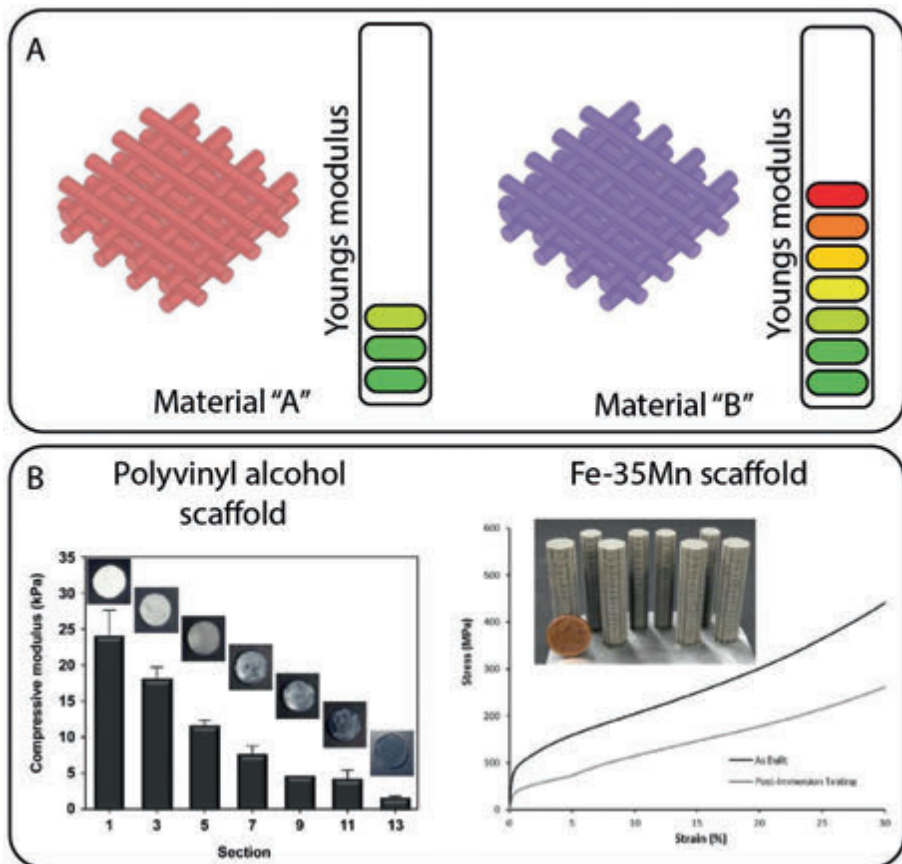 A
Youngs modulus
Material "A"
Youngs modulus
Material "B"
B
Polyvinyl alcohol
scaffold
Compressive modulus (kPa)
35
30
25
20
15
10
5
0
1 3 5 7 9 11 13
Section
Fe-35Mn scaffold
Stress (MPa)
600
500
400
300
200
100
0
0 5 10 15 20 25 30
Strain (%)
As Built
Post-Immersion Testing